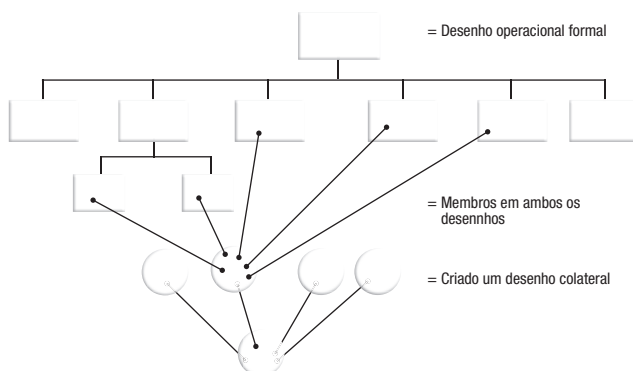 = Desenho operacional formal
= Membros em ambos os
desennhos
= Criado um desenho colateral